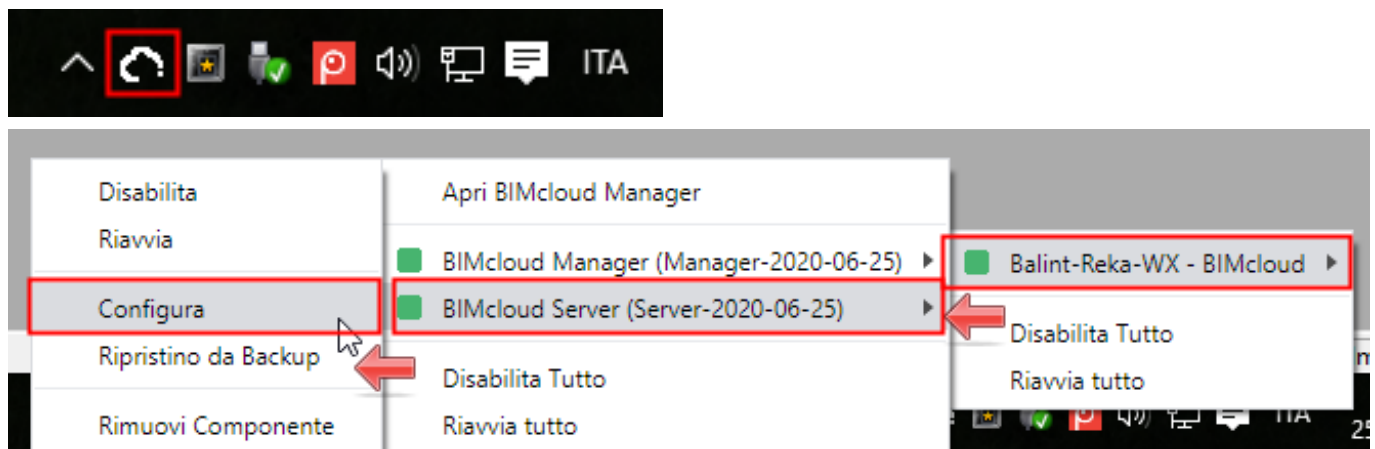 ITA
Disabilita
Riavvia
Configura
Ripristino da Backup
Rimuovi Componente
Apri BIMcloud Manager
BIMcloud Manager (Manager-2020-06-25)
BIMcloud Server (Server-2020-06-25)
Disabilita Tutto
Riavvia tutto
Balint-Reka-WX - BIMcloud
Disabilita Tutto
Riavvia tutto
ITA